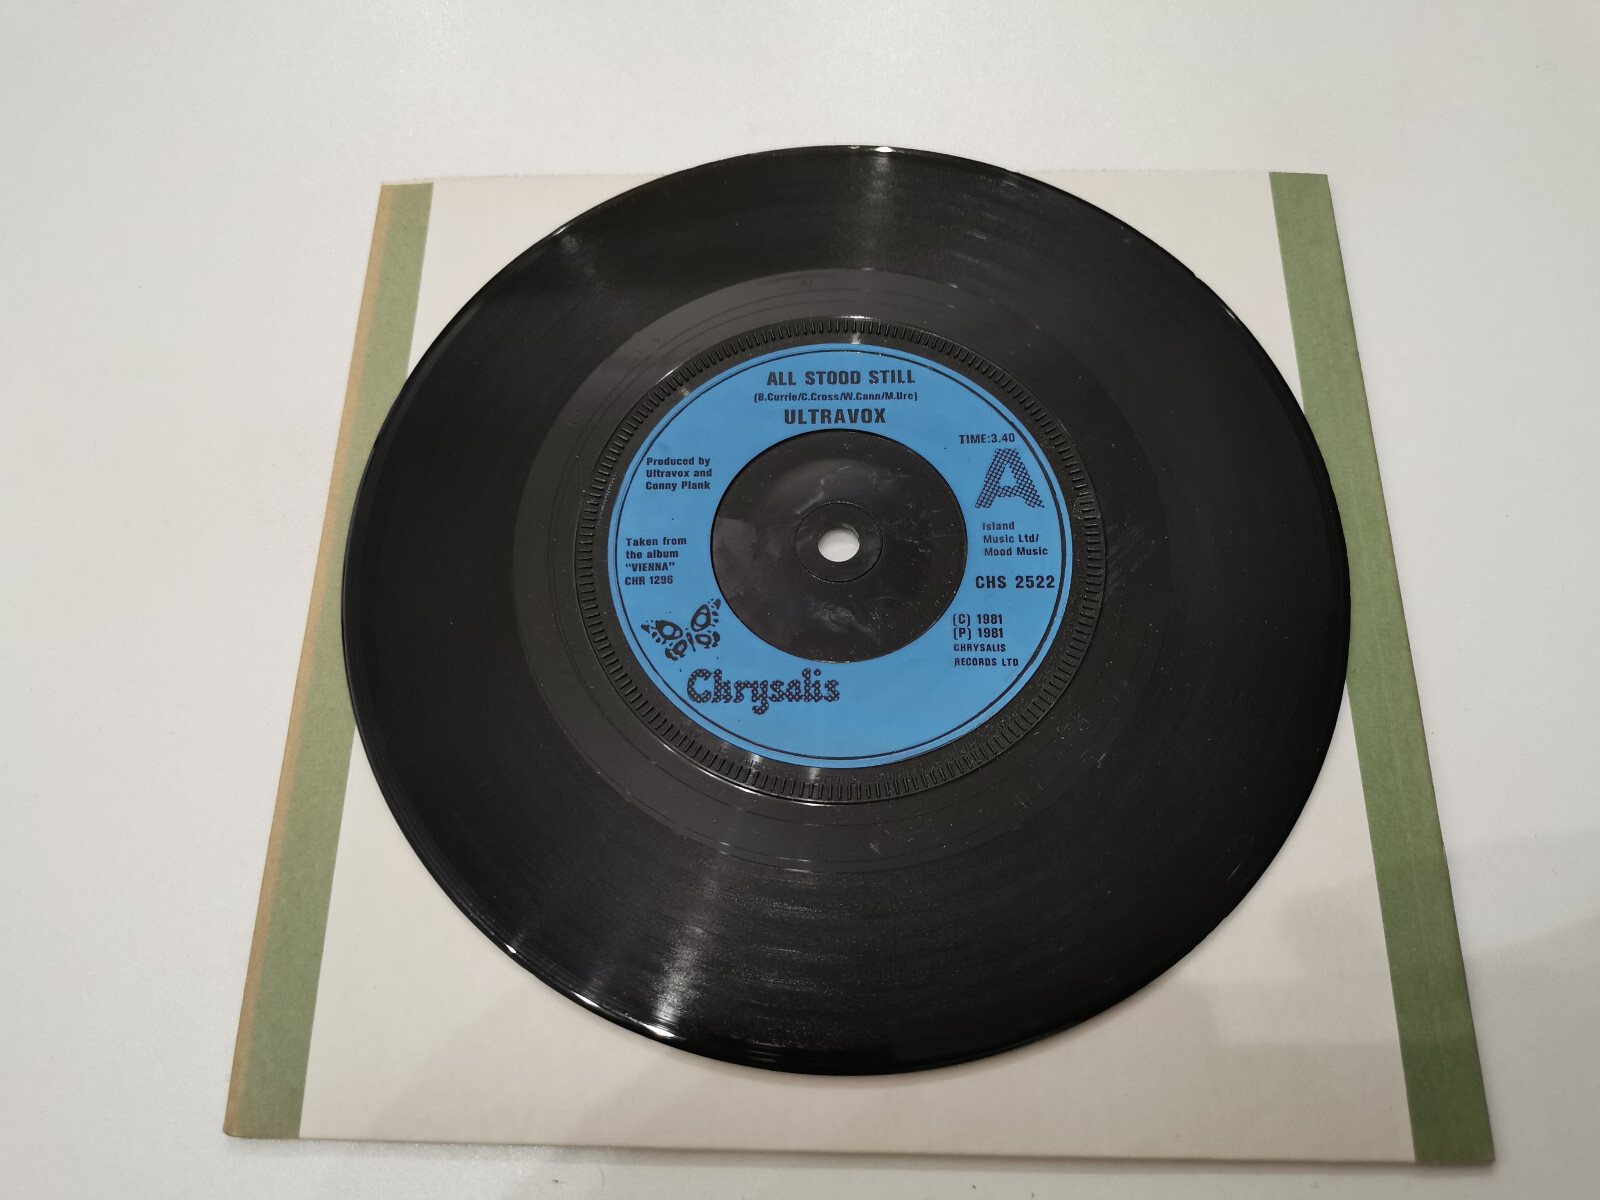 ALL STOOD STILL
(B.Currie/C.Cross/W.Cann/M.Ure)
ULTRAVOX
TIME:3.40
Produced by
Ultravox and
Conny Plank
A
Island
Music Ltd/
Mood Music
Taken from
the album
"VIENNA"
CHR 1296
CHS 2522
(C) 1981
(P) 1981
CHRYSALIS
RECORDS LTD
Chrysalis